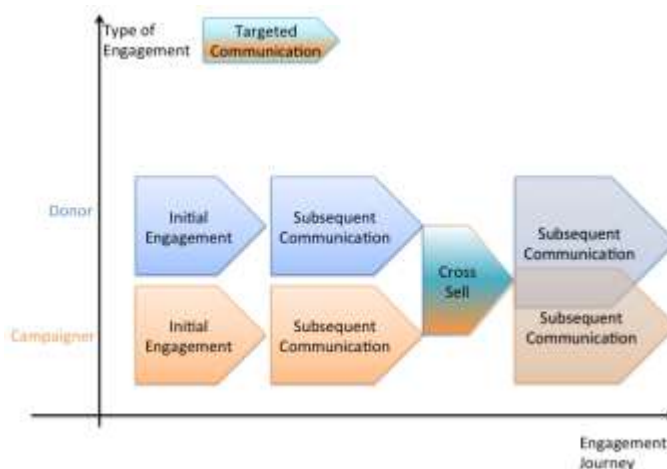 Type of
Engagement
Targeted
Communication
Donor
Initial
Engagement
Subsequent
Communication
Cross
Sell
Subsequent
Communication
Campaigner
Initial
Engagement
Subsequent
Communication
Subsequent
Communication
Engagement
Journey